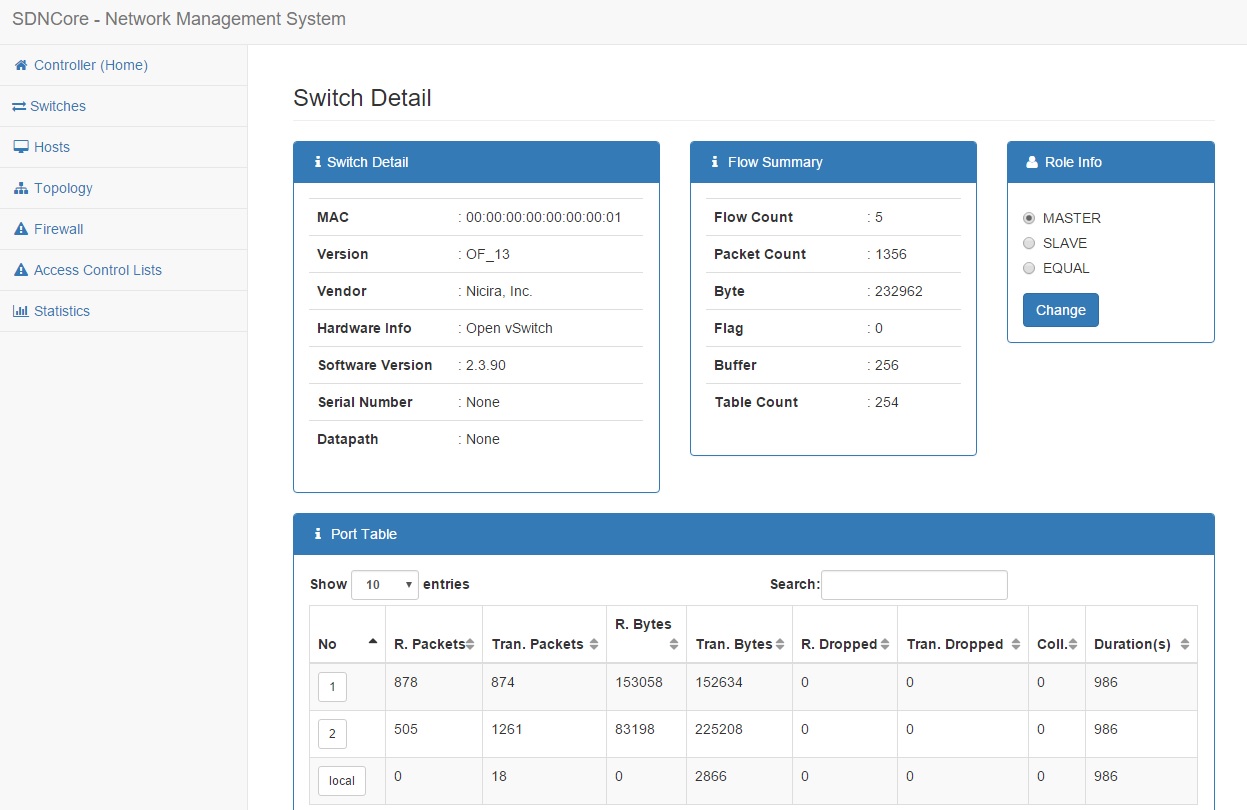 SDNCore - Network Management System
Controller (Home)
Switches
Hosts
Topology
Firewall
Access Control Lists
Statistics
Switch Detail
Switch Detail
MAC : 00:00:00:00:00:00:00:01
Version : OF_13
Vendor : Nicira, Inc.
Hardware Info : Open vSwitch
Software Version : 2.3.90
Serial Number : None
Datapath : None
Flow Summary
Flow Count : 5
Packet Count : 1356
Byte : 232962
Flag : 0
Buffer : 256
Table Count : 254
Role Info
MASTER
SLAVE
EQUAL
Change
Port Table
Show 10 entries Search:
No R. Packets Tran. Packets R. Bytes Tran. Bytes R. Dropped Tran. Dropped Coll. Duration(s)
1 878 874 153058 152634 0 0 0 986
2 505 1261 83198 225208 0 0 0 986
local 0 18 0 2866 0 0 0 986